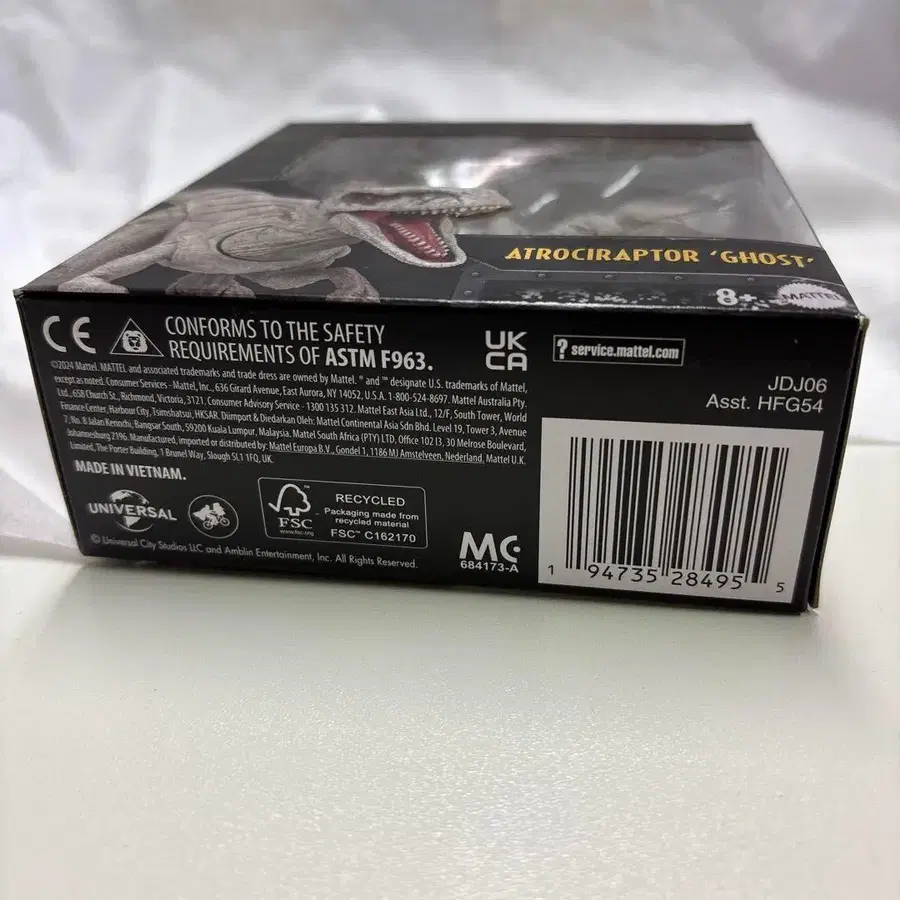 ATROCIRAPTOR 'GHOST'
8+
MATTEL
CE
CONFORMS TO THE SAFETY
REQUIREMENTS OF ASTM F963.
UK
CA
? service.mattel.com
JDJ06
Asst. HFG54
©2024 Mattel. MATTEL and associated trademarks and trade dress are owned by Mattel. ® and ™ designate U.S. trademarks of Mattel,
except as noted. Consumer Services - Mattel, Inc., 636 Girard Avenue, East Aurora, NY 14052, U.S.A. 1-800-524-8697. Mattel Australia Pty.
Ltd., 658 Church St., Richmond, Victoria, 3121. Consumer Advisory Service - 1300 135 312. Mattel East Asia Ltd., 12/F, South Tower, World
Finance Center, Harbour City, Tsimshatsui, HKSAR. Diimport & Diedarkan Oleh: Mattel Continental Asia Sdn Bhd. Level 19, Tower 3, Avenue
7, No. 8 Jalan Kerinchi, Bangsar South, 59200 Kuala Lumpur, Malaysia. Mattel South Africa (PTY) LTD, Office 10213, 30 Melrose Boulevard,
Johannesburg 2196. Manufactured, imported or distributed by: Mattel Europa B.V., Gondel 1, 1186 MJ Amstelveen, Nederland. Mattel U.K.
Limited, The Porter Building, 1 Brunel Way, Slough SL1 1FQ, UK.
MADE IN VIETNAM.
UNIVERSAL
FSC™
www.fsc.org
RECYCLED
Packaging made from
recycled material
FSC™ C162170
MC
684173-A
1 94735 28495 5
© Universal City Studios LLC and Amblin Entertainment, Inc. All Rights Reserved.